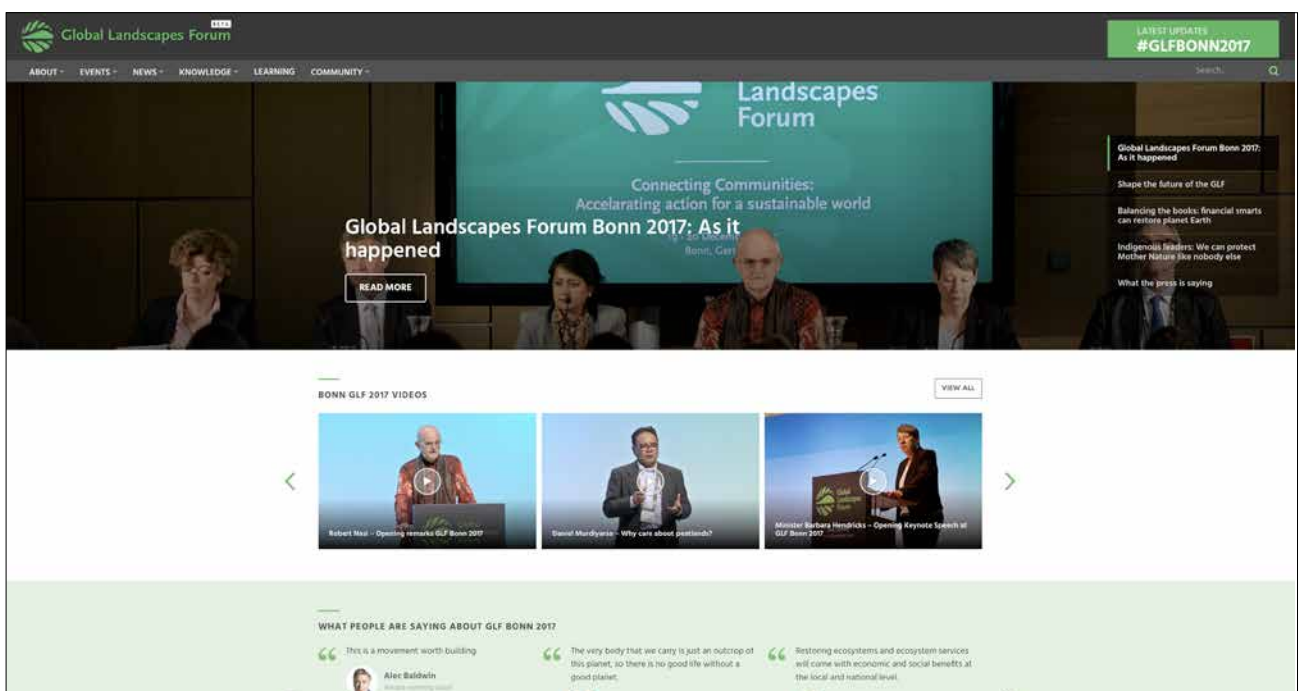 Global Landscapes Forum
BETA
LATEST UPDATES
#GLFBONN2017
ABOUT EVENTS NEWS KNOWLEDGE LEARNING COMMUNITY
Search...
Landscapes
Forum
Connecting Communities:
Accelarating action for a sustainable world
Global Landscapes Forum Bonn 2017: As it
happened
READ MORE
Global Landscapes Forum Bonn 2017:
As it happened
Shape the future of the GLF
Balancing the books: financial smarts
can restore planet Earth
Indigenous leaders: We can protect
Mother Nature like nobody else
What the press is saying
BONN GLF 2017 VIDEOS
VIEW ALL
Robert Nasi – Opening remarks GLF Bonn 2017
Daniel Murdiyarso – Why care about peatlands?
Global
Landscapes
Forum
Minister Barbara Hendricks – Opening Keynote Speech at
GLF Bonn 2017
WHAT PEOPLE ARE SAYING ABOUT GLF BONN 2017
This is a movement worth building
Alec Baldwin
The very body that we carry is just an outcrop of
this planet, so there is no good life without a
good planet.
Restoring ecosystems and ecosystem services
will come with economic and social benefits at
the local and national level.